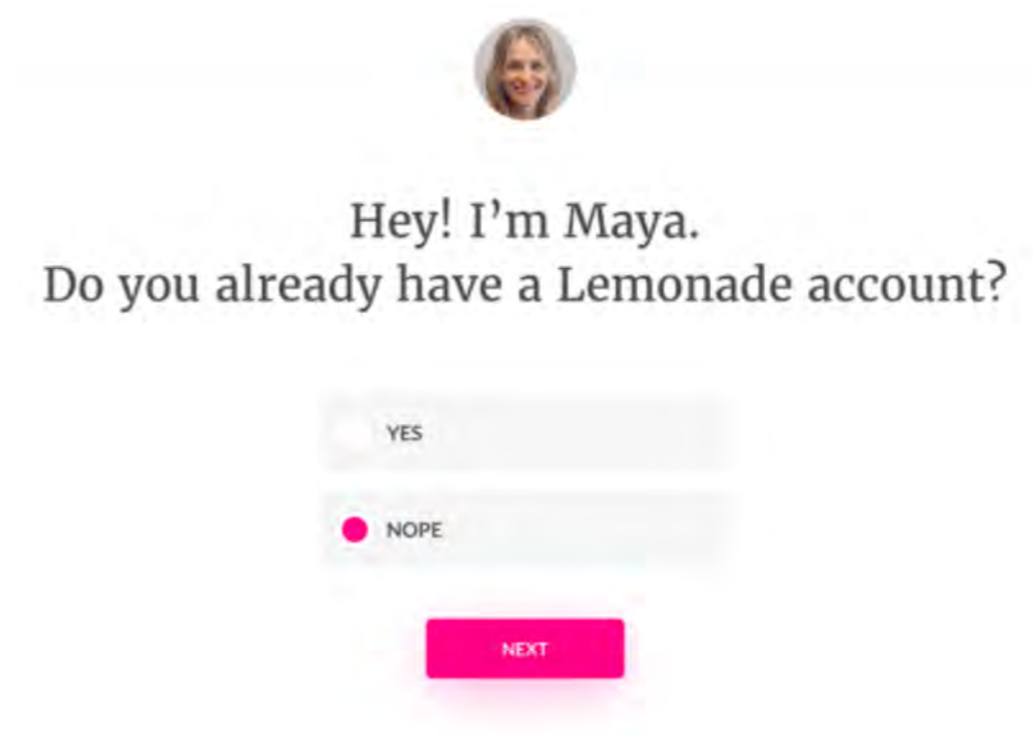 Hey! I’m Maya.
Do you already have a Lemonade account?
YES
NOPE
NEXT